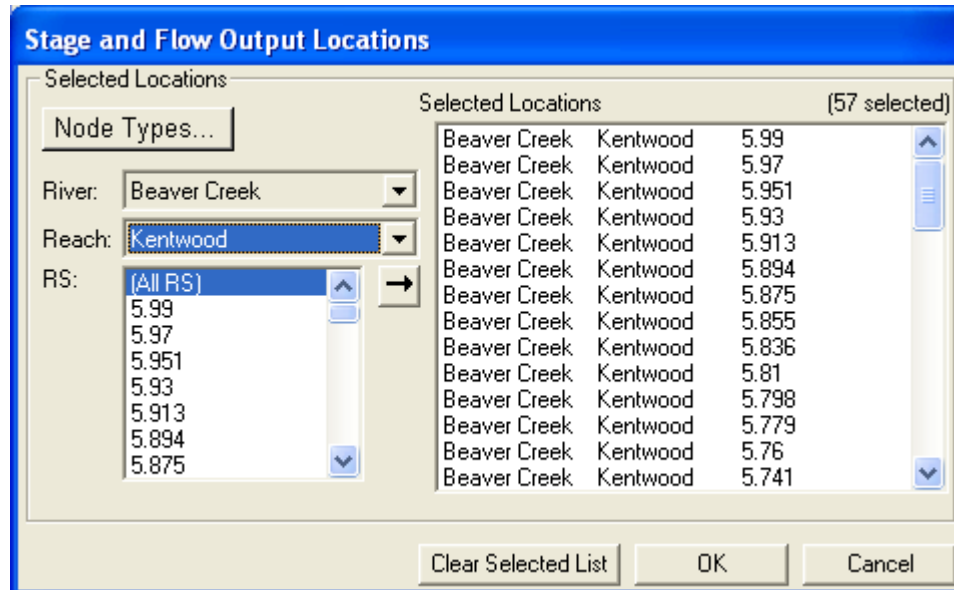 Stage and Flow Output Locations
Selected Locations
Node Types...
River: Beaver Creek
Reach: Kentwood
RS:
(All RS)
5.99
5.97
5.951
5.93
5.913
5.894
5.875
Selected Locations (57 selected)
Beaver Creek Kentwood 5.99
Beaver Creek Kentwood 5.97
Beaver Creek Kentwood 5.951
Beaver Creek Kentwood 5.93
Beaver Creek Kentwood 5.913
Beaver Creek Kentwood 5.894
Beaver Creek Kentwood 5.875
Beaver Creek Kentwood 5.855
Beaver Creek Kentwood 5.836
Beaver Creek Kentwood 5.81
Beaver Creek Kentwood 5.798
Beaver Creek Kentwood 5.779
Beaver Creek Kentwood 5.76
Beaver Creek Kentwood 5.741
Clear Selected List OK Cancel